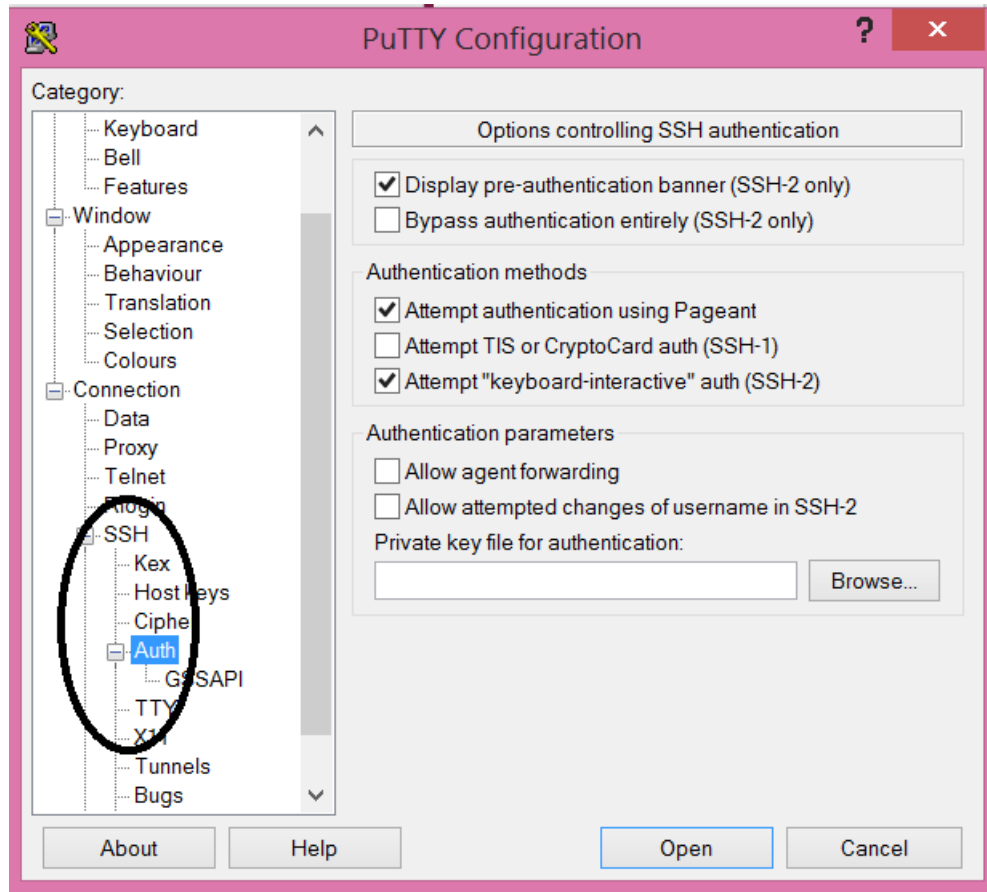 PuTTY Configuration
?
Category:
Keyboard
Bell
Features
Window
Appearance
Behaviour
Translation
Selection
Colours
Connection
Data
Proxy
Telnet
Rlogin
SSH
Kex
Host keys
Cipher
Auth
GSSAPI
TTY
X11
Tunnels
Bugs
Options controlling SSH authentication
Display pre-authentication banner (SSH-2 only)
Bypass authentication entirely (SSH-2 only)
Authentication methods
Attempt authentication using Pageant
Attempt TIS or CryptoCard auth (SSH-1)
Attempt "keyboard-interactive" auth (SSH-2)
Authentication parameters
Allow agent forwarding
Allow attempted changes of username in SSH-2
Private key file for authentication:
Browse...
About
Help
Open
Cancel